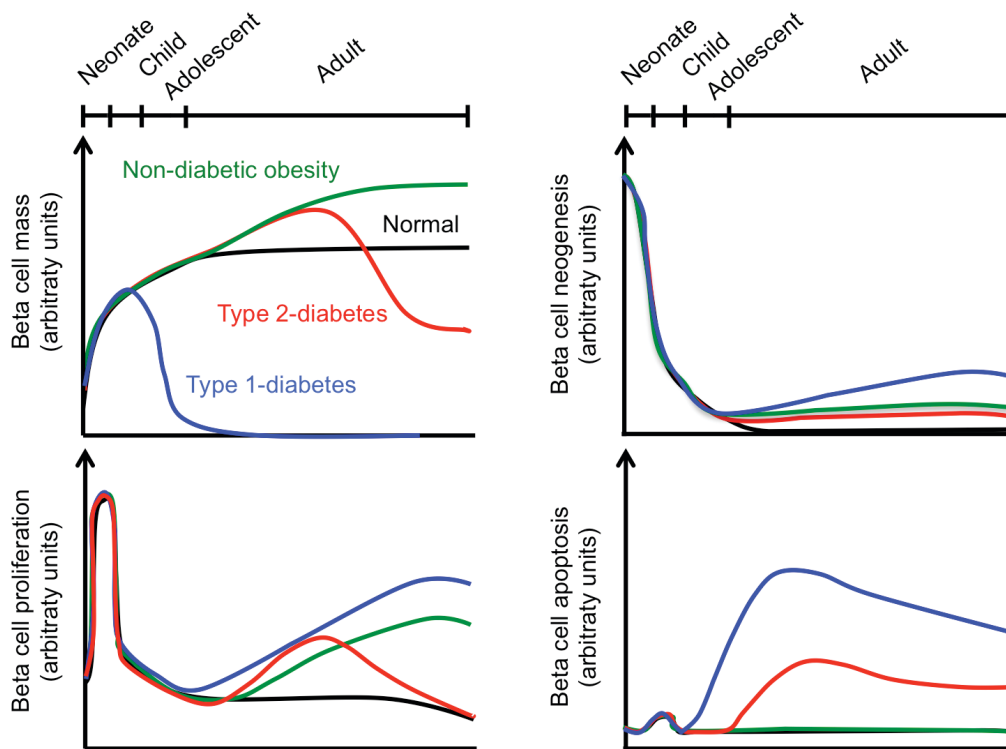 Neonate
Child
Adolescent
Adult
Neonate
Child
Adolescent
Adult
Beta cell mass
(arbitraty units)
Non-diabetic obesity
Normal
Type 2-diabetes
Type 1-diabetes
Beta cell neogenesis
(arbitraty units)
Beta cell proliferation
(arbitraty units)
Beta cell apoptosis
(arbitraty units)